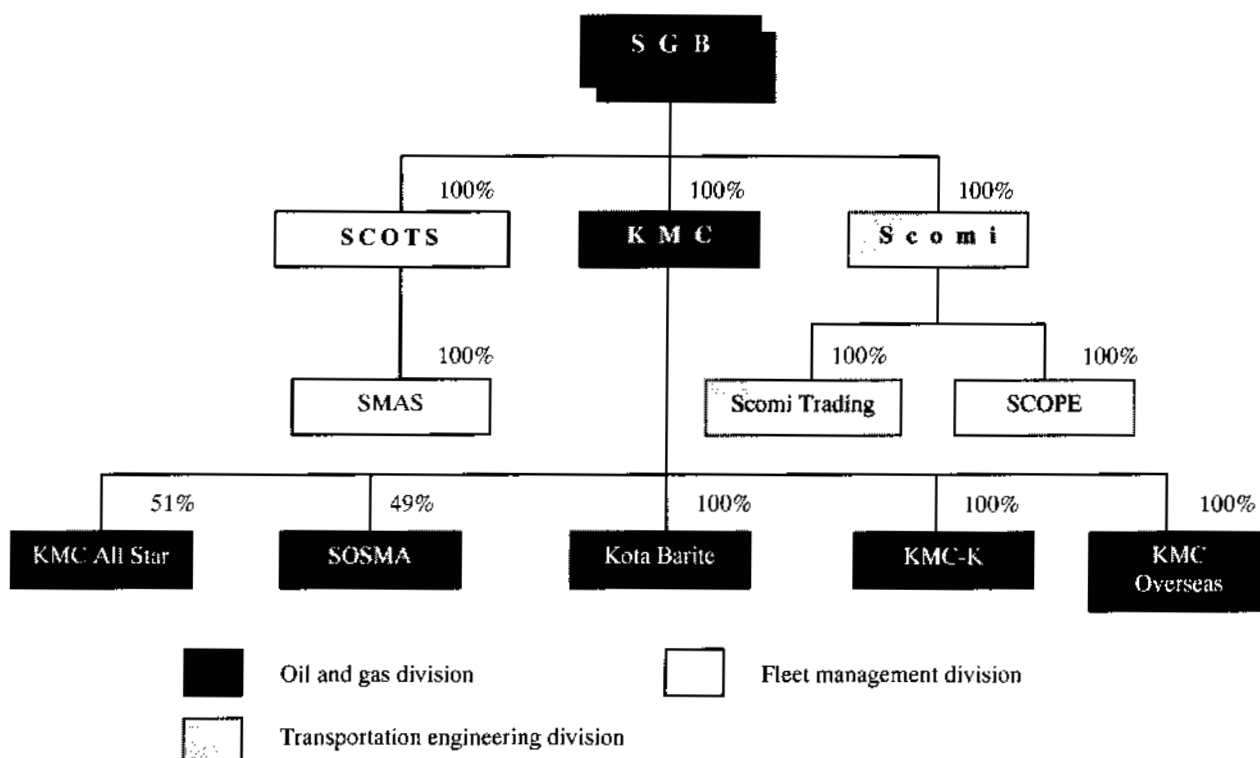 S G B
100%
100%
100%
SCOTS
K M C
S c o m i
100%
100%
100%
SMAS
Scomi Trading
SCOPE
51%
49%
100%
100%
100%
KMC All Star
SOSMA
Kota Barite
KMC-K
KMC
Overseas
Oil and gas division
Fleet management division
Transportation engineering division